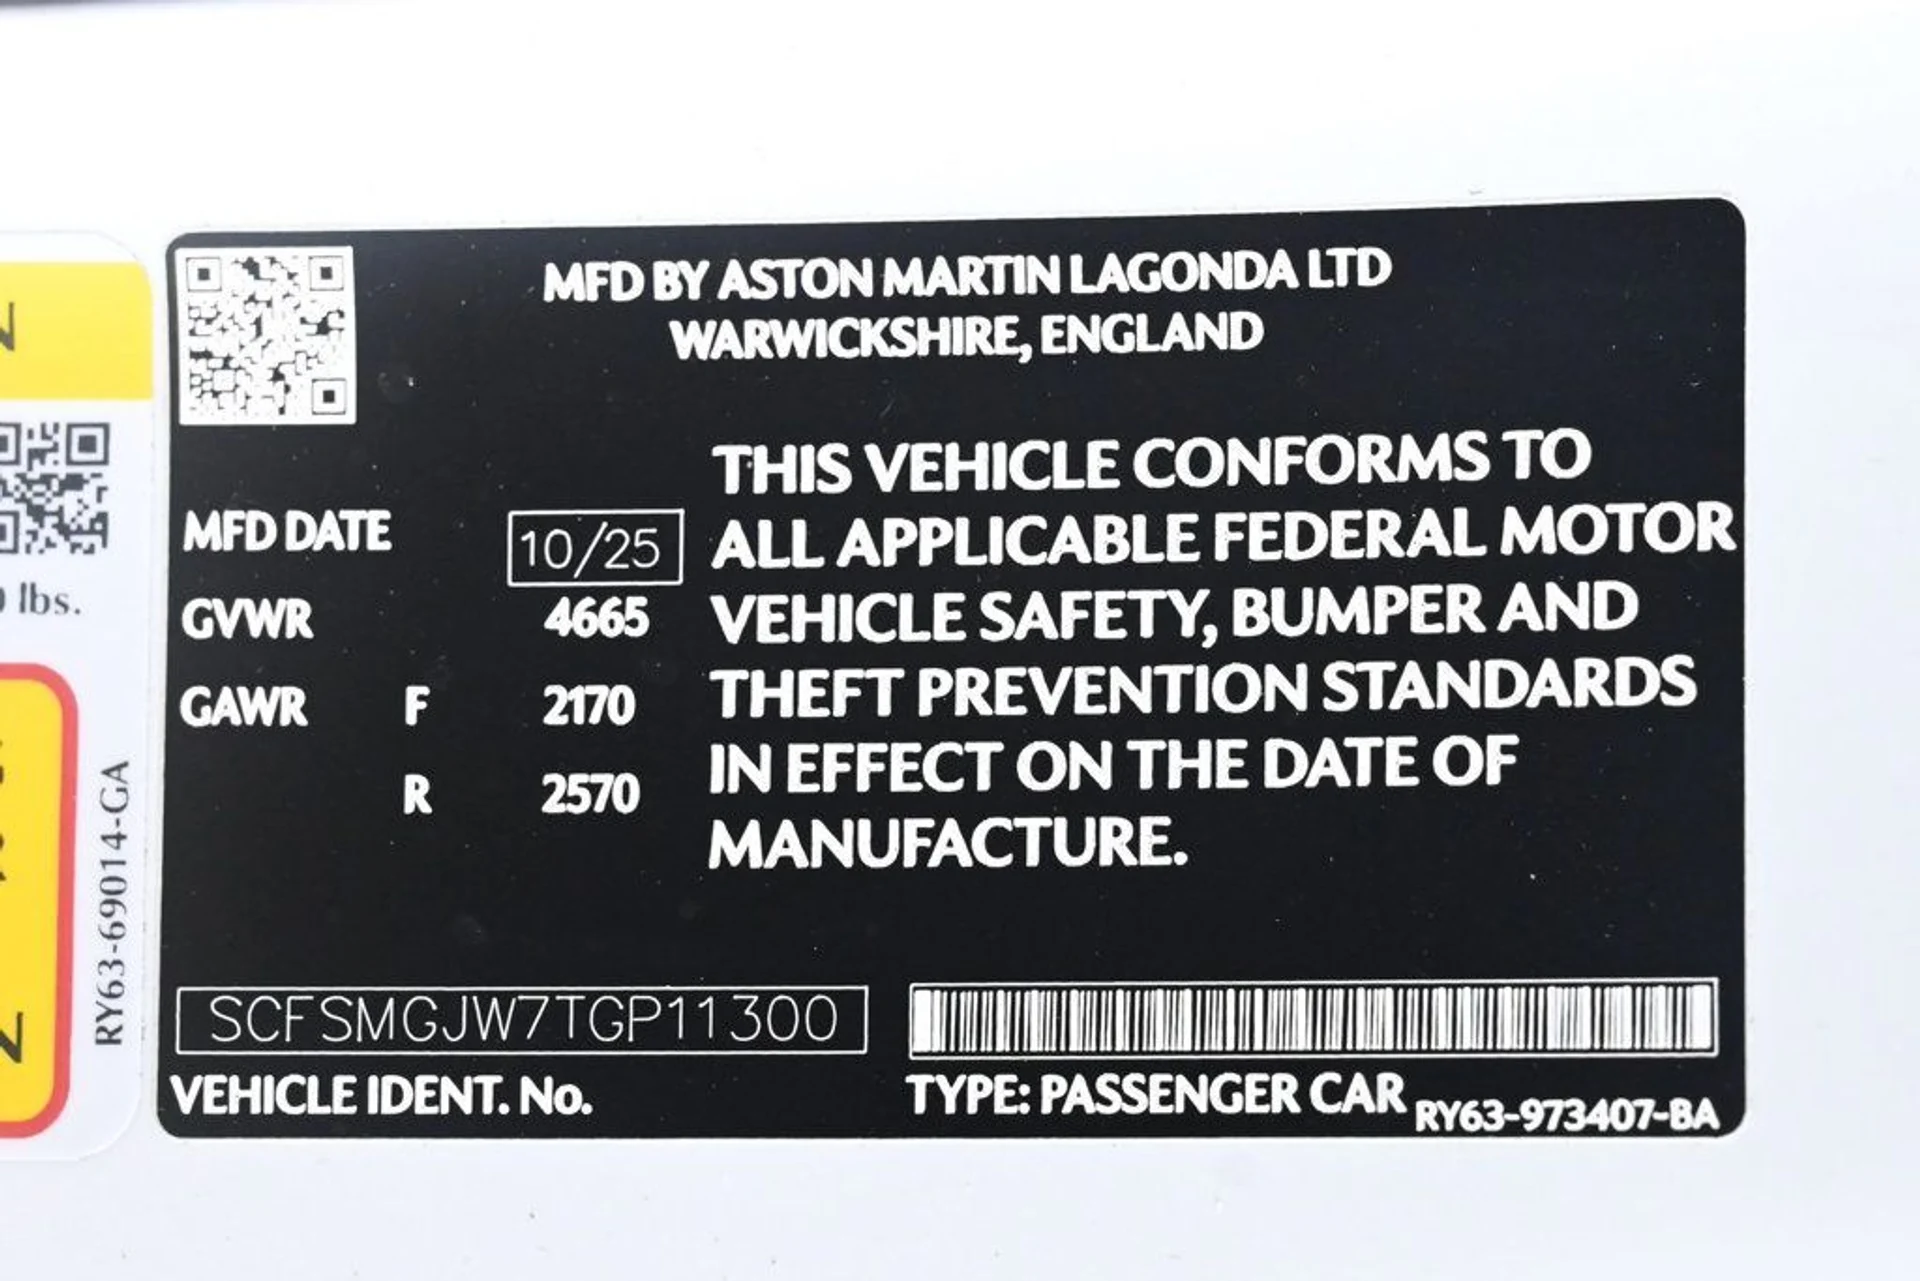 MFD BY ASTON MARTIN LAGONDA LTD
WARWICKSHIRE, ENGLAND
THIS VEHICLE CONFORMS TO
ALL APPLICABLE FEDERAL MOTOR
VEHICLE SAFETY, BUMPER AND
THEFT PREVENTION STANDARDS
IN EFFECT ON THE DATE OF
MANUFACTURE.
MFD DATE 10/25
GVWR 4665
GAWR F 2170
R 2570
SCFSMGJW7TGP11300
VEHICLE IDENT. No.
TYPE: PASSENGER CAR RY63-973407-BA
lbs.
RY63-69014-GA